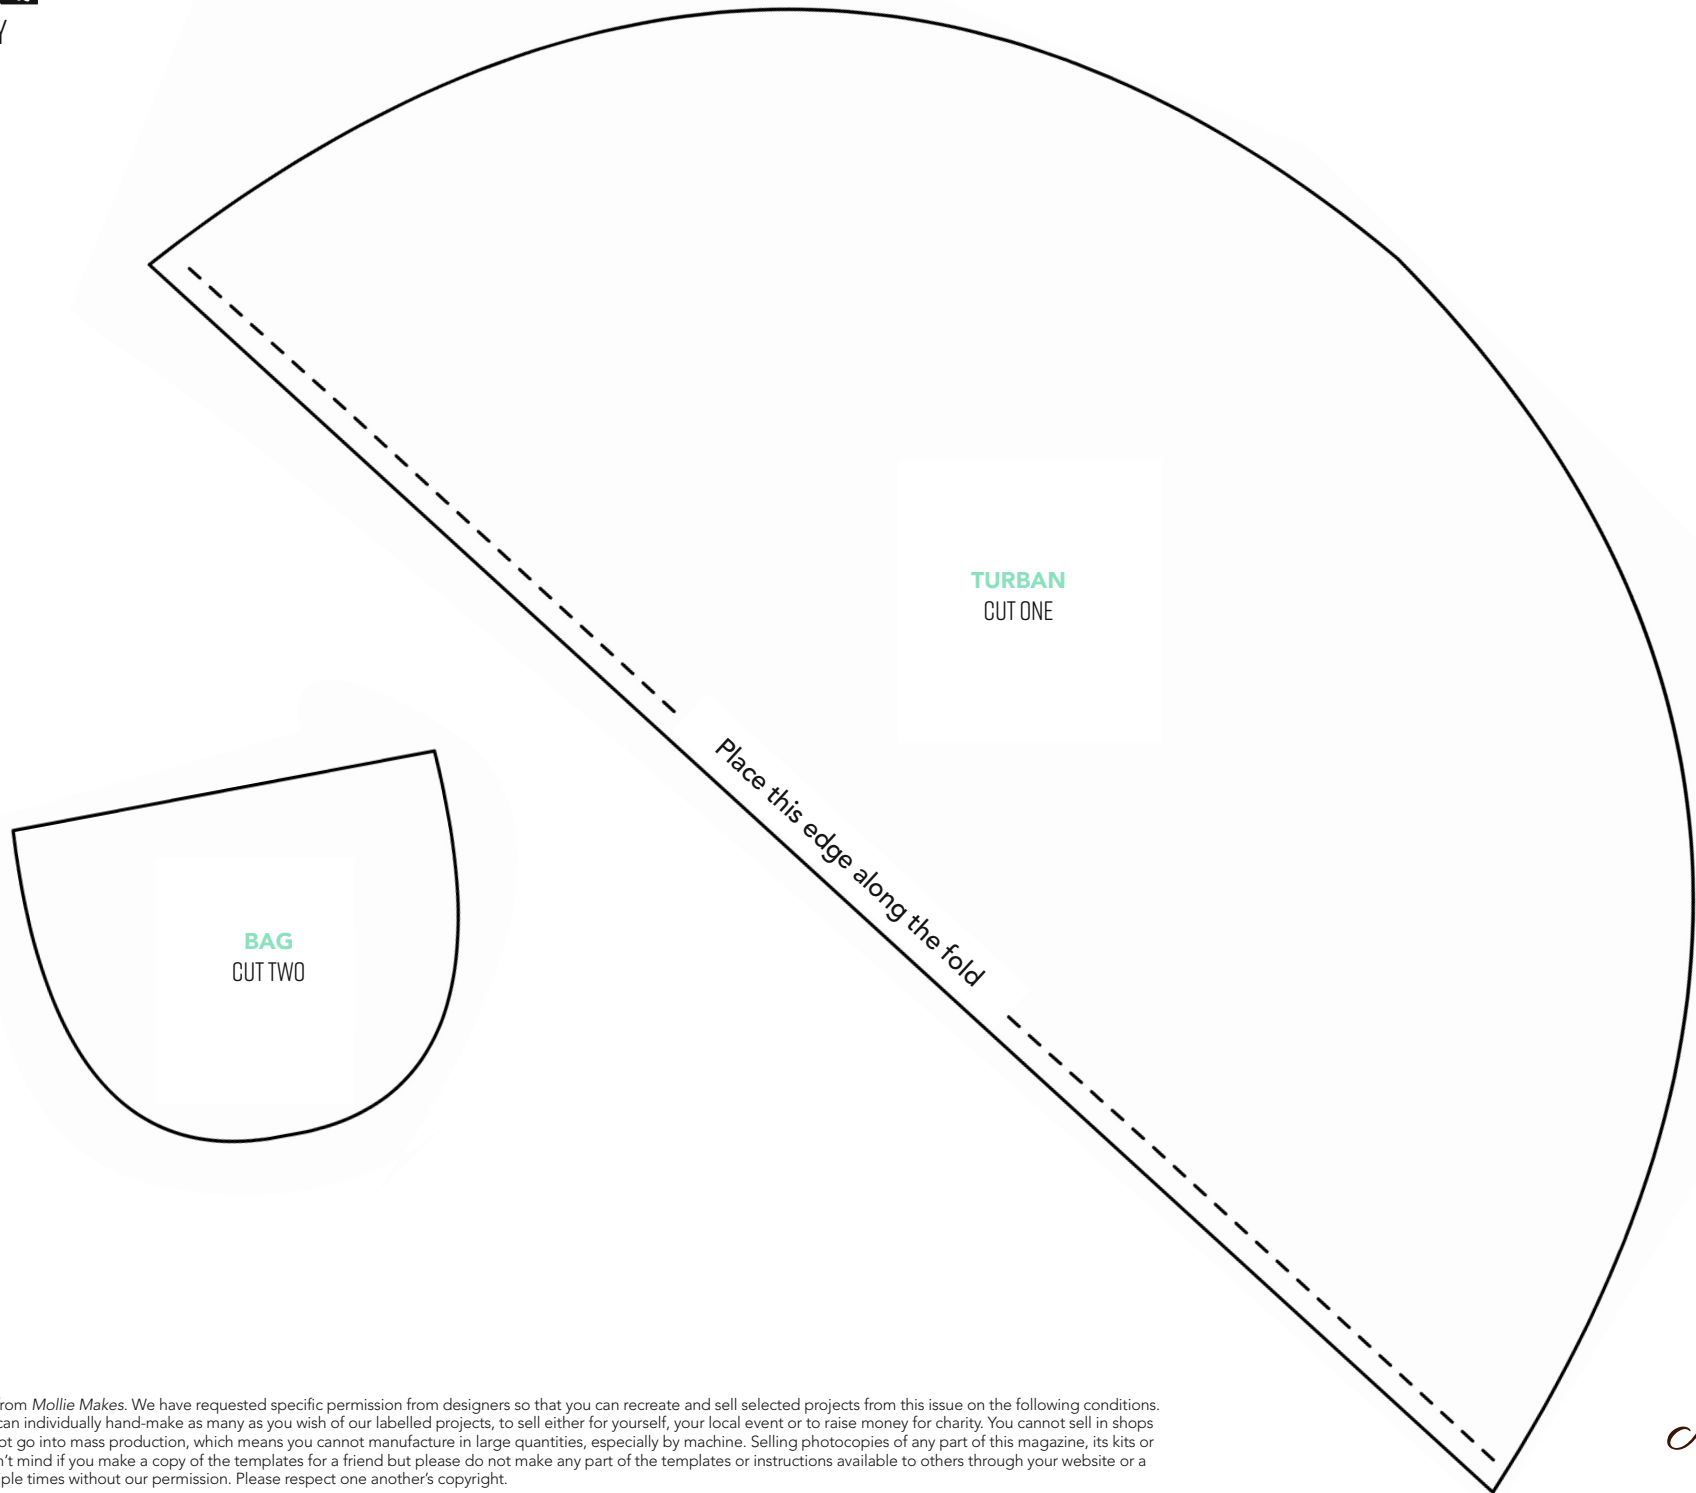 Y
TURBAN
CUT ONE
Place this edge along the fold
BAG
CUT TWO
from Mollie Makes. We have requested specific permission from designers so that you can recreate and sell selected projects from this issue on the following conditions.
can individually hand-make as many as you wish of our labelled projects, to sell either for yourself, your local event or to raise money for charity. You cannot sell in shops
ot go into mass production, which means you cannot manufacture in large quantities, especially by machine. Selling photocopies of any part of this magazine, its kits or
n't mind if you make a copy of the templates for a friend but please do not make any part of the templates or instructions available to others through your website or a
ple times without our permission. Please respect one another's copyright.